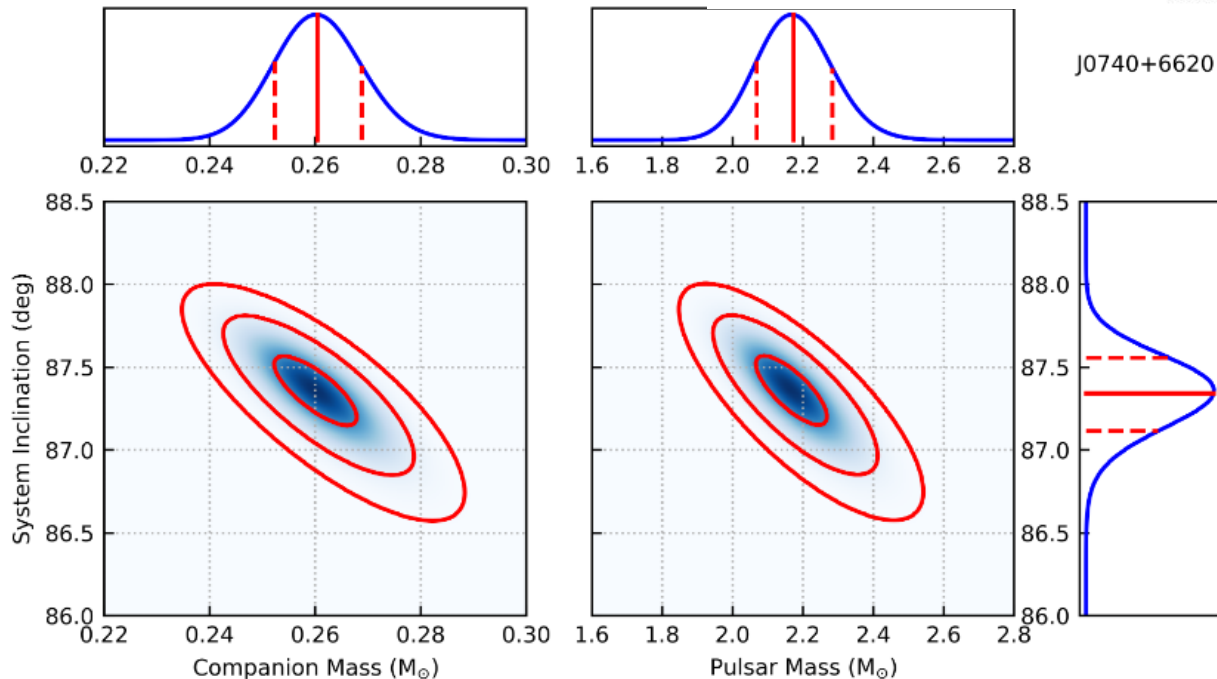 J0740+6620
0.22 0.24 0.26 0.28 0.30
1.6 1.8 2.0 2.2 2.4 2.6 2.8
88.5
88.0
87.5
87.0
86.5
86.0
System Inclination (deg)
0.22 0.24 0.26 0.28 0.30
Companion Mass (M☉)
1.6 1.8 2.0 2.2 2.4 2.6 2.8
Pulsar Mass (M☉)
88.5
88.0
87.5
87.0
86.5
86.0